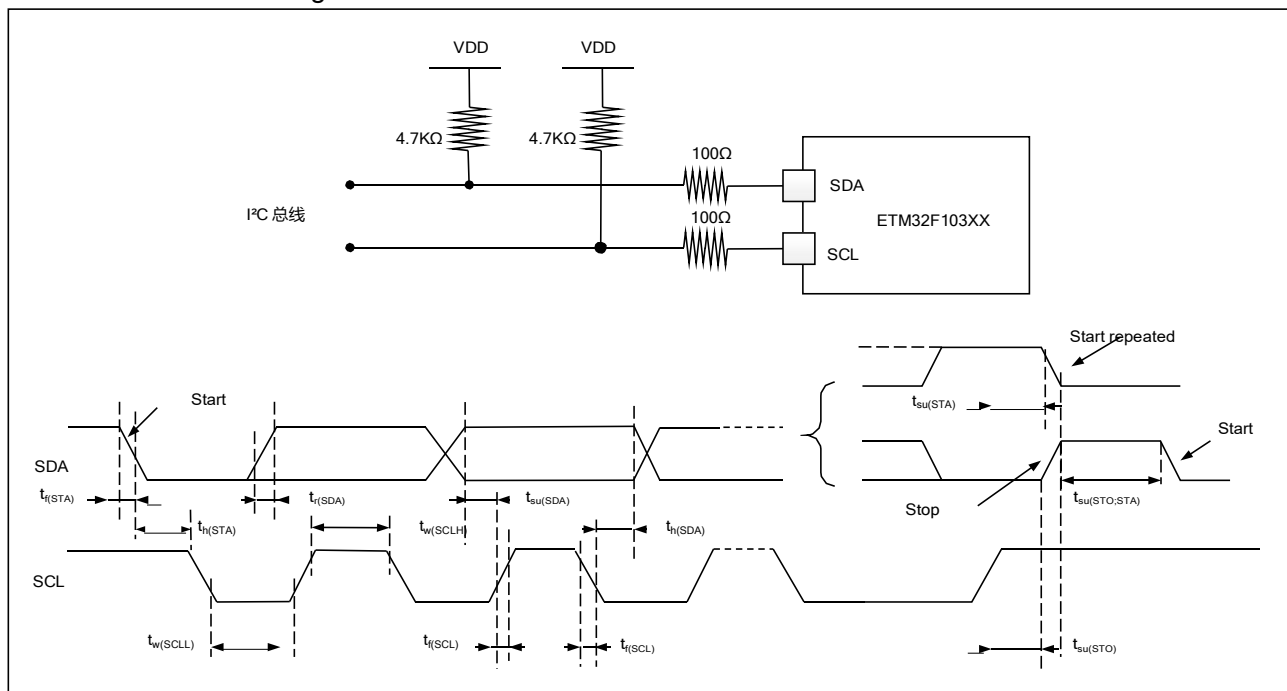 VDD
VDD
4.7KΩ
4.7KΩ
100Ω
SDA
I²C 总线
100Ω
ETM32F103XX
SCL
Start repeated
Start
tsu(STA)
Start
SDA
tf(STA)
tr(SDA)
tsu(SDA)
Stop
tsu(STO;STA)
th(STA)
tw(SCLH)
th(SDA)
SCL
tw(SCLL)
tf(SCL)
tf(SCL)
tsu(STO)